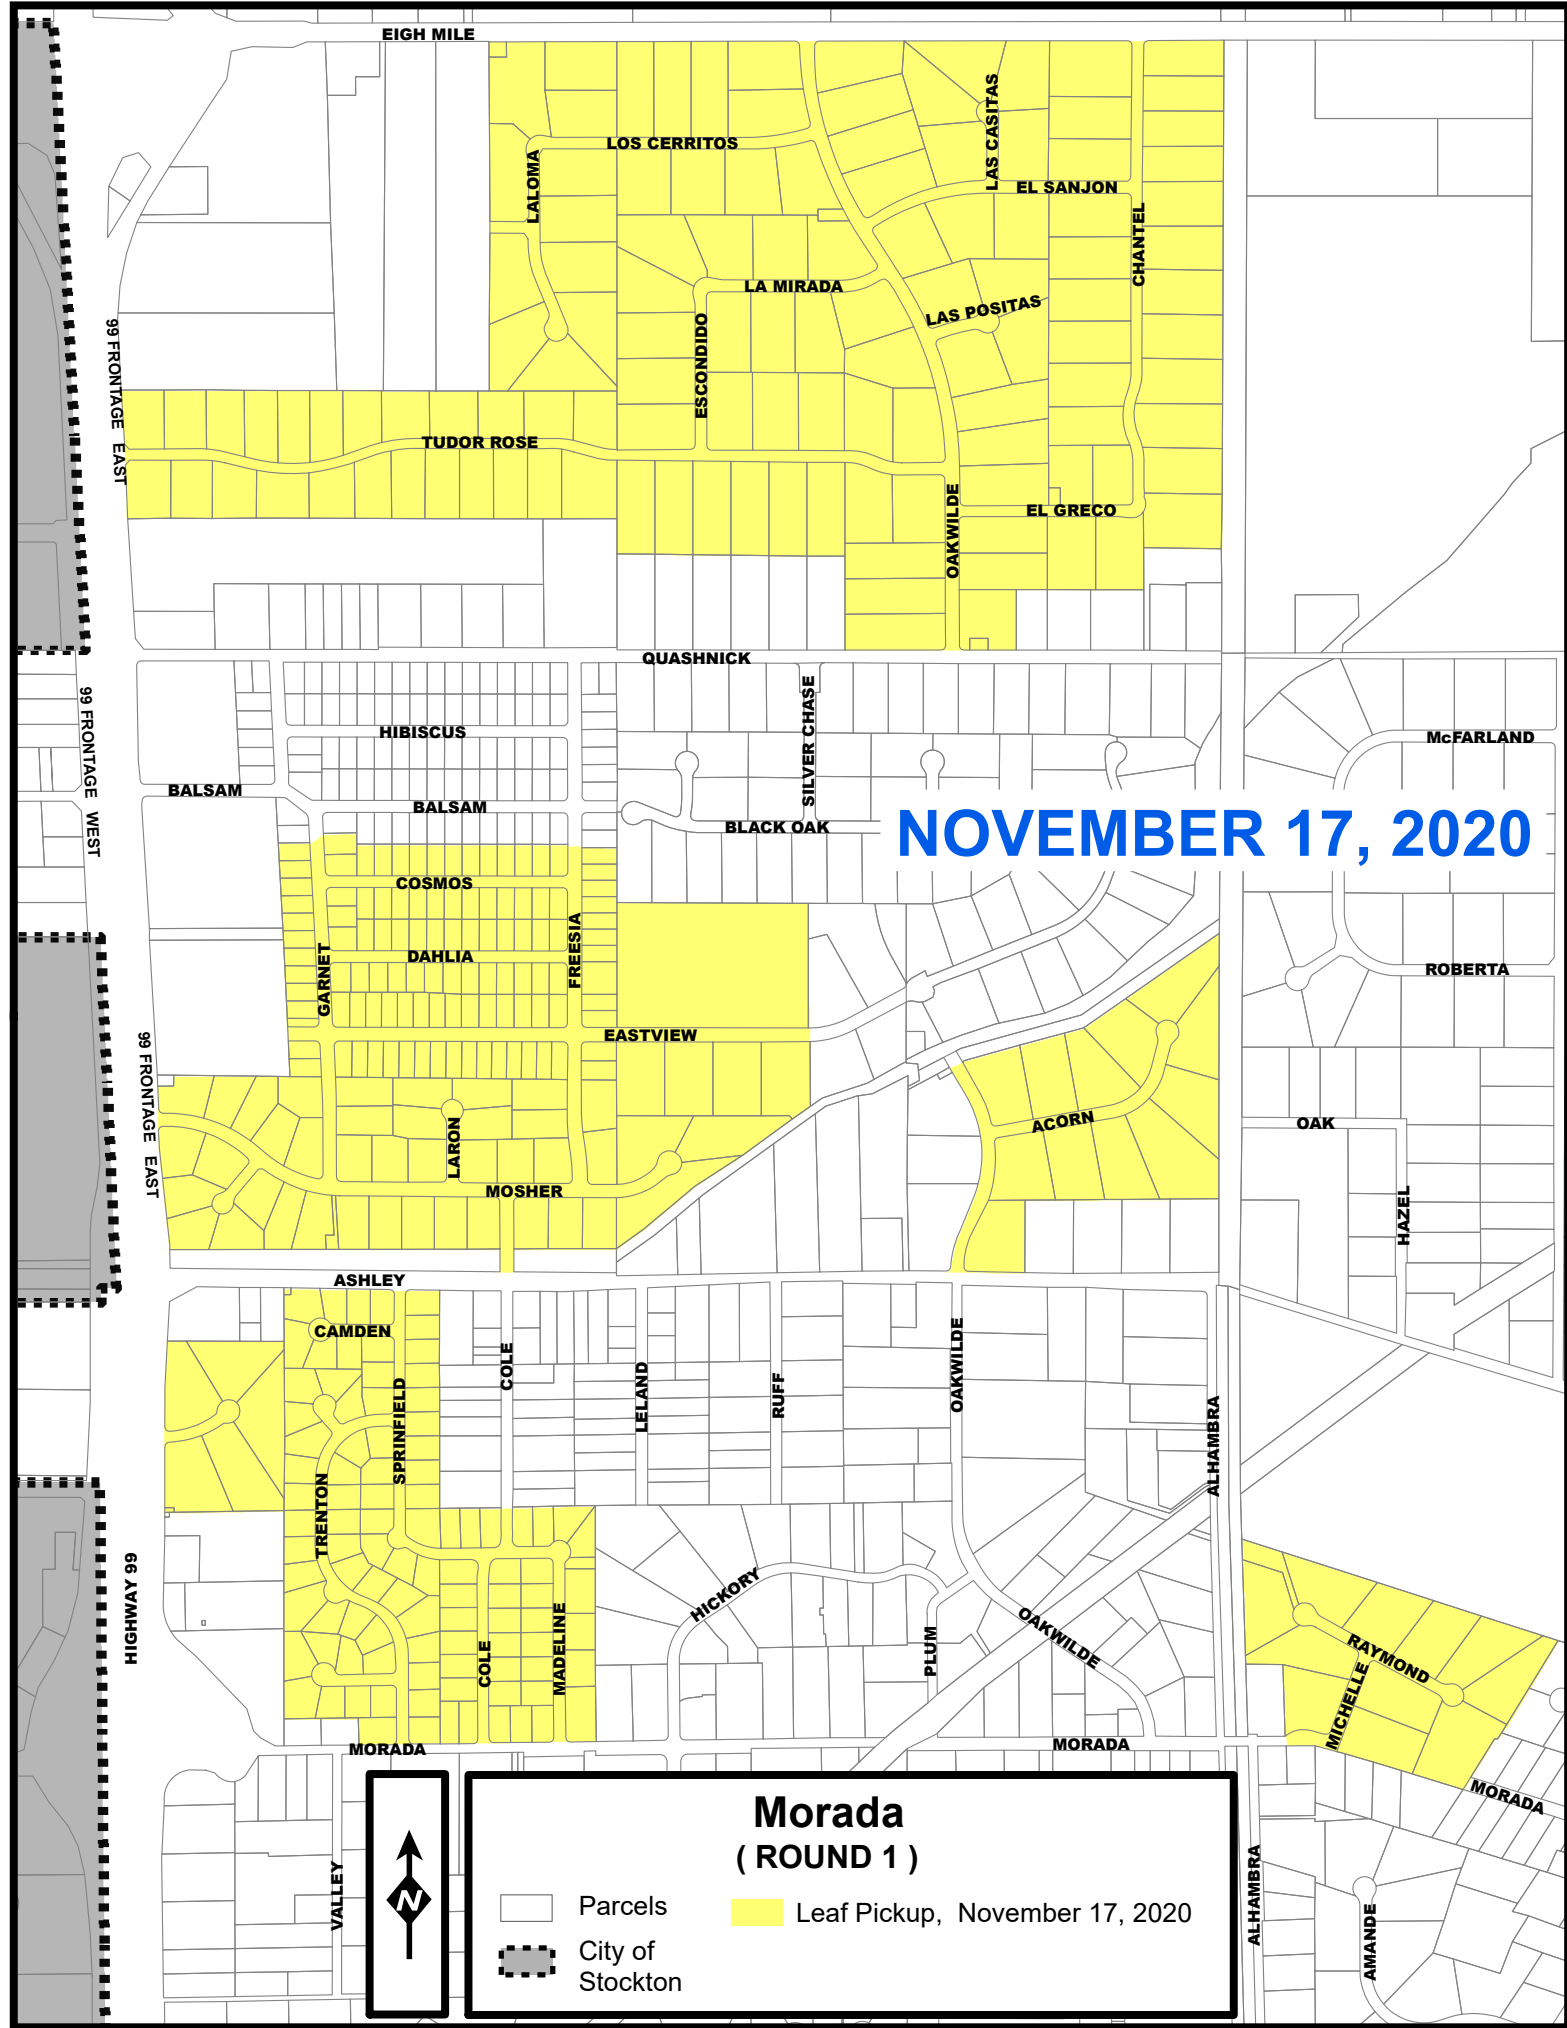 EIGH MILE
LAS CASITAS
LOS CERRITOS
LALOMA
EL SANJON
CHANTEL
LA MIRADA
LAS POSITAS
ESCONDIDO
99 FRONTAGE EAST
TUDOR ROSE
OAKWILDE
EL GRECO
QUASHNICK
SILVER CHASE
99 FRONTAGE WEST
HIBISCUS
McFARLAND
BALSAM
BALSAM
BLACK OAK
NOVEMBER 17, 2020
COSMOS
FREESIA
GARNET
DAHLIA
ROBERTA
EASTVIEW
99 FRONTAGE EAST
LARON
ACORN
OAK
MOSHER
HAZEL
ASHLEY
CAMDEN
COLE
LELAND
RUFF
OAKWILDE
SPRINFIELD
ALHAMBRA
TRENTON
HIGHWAY 99
HICKORY
MADELINE
COLE
PLUM
OAKWILDE
RAYMOND
MICHELLE
MORADA
MORADA
MORADA
VALLEY
N
Morada
( ROUND 1 )
Parcels
Leaf Pickup, November 17, 2020
City of
Stockton
ALHAMBRA
AMANDE